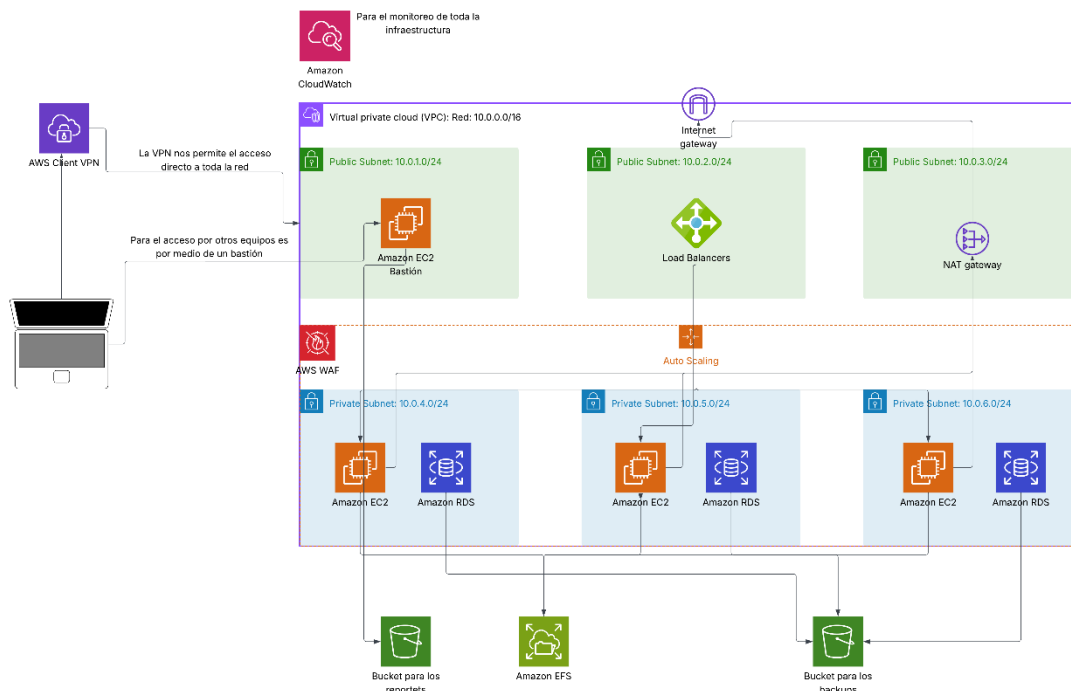 Para el monitoreo de toda la
infraestructura
Amazon
CloudWatch
Virtual private cloud (VPC): Red: 10.0.0.0/16
Internet
gateway
AWS Client VPN
La VPN nos permite el acceso
directo a toda la red
Public Subnet: 10.0.1.0/24
Public Subnet: 10.0.2.0/24
Public Subnet: 10.0.3.0/24
Para el acceso por otros equipos es
por medio de un bastión
Amazon EC2
Bastión
Load Balancers
NAT gateway
AWS WAF
Auto Scaling
Private Subnet: 10.0.4.0/24
Private Subnet: 10.0.5.0/24
Private Subnet: 10.0.6.0/24
Amazon EC2
Amazon RDS
Amazon EC2
Amazon RDS
Amazon EC2
Amazon RDS
Bucket para los
reportets
Amazon EFS
Bucket para los
backups